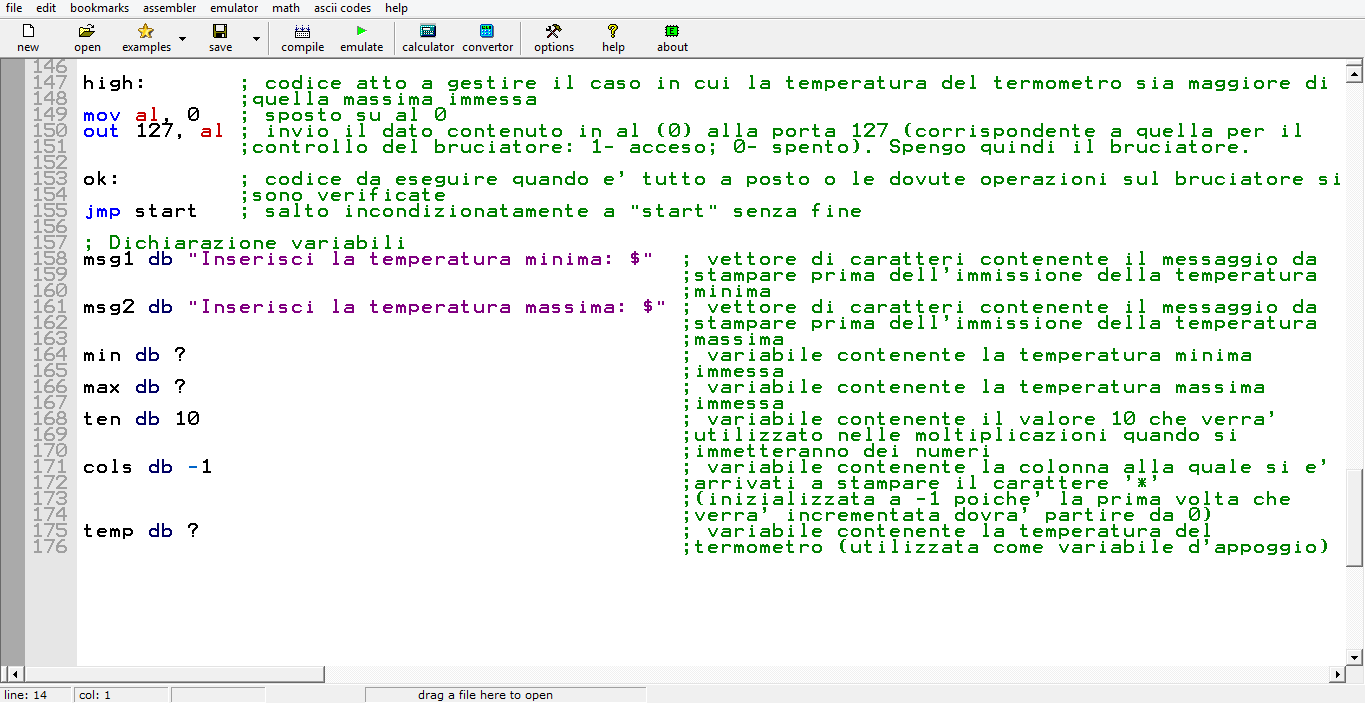 file edit bookmarks assembler emulator math ascii codes help
new open examples save compile emulate calculator convertor options help about
146
147 high: ; codice atto a gestire il caso in cui la temperatura del termometro sia maggiore di
148 ;quella massima immessa
149 mov al, 0 ; sposto su al 0
150 out 127, al ; invio il dato contenuto in al (0) alla porta 127 (corrispondente a quella per il
151 ;controllo del bruciatore: 1- acceso; 0- spento). Spengo quindi il bruciatore.
152
153 ok: ; codice da eseguire quando e' tutto a posto o le dovute operazioni sul bruciatore si
154 ;sono verificate
155 jmp start ; salto incondizionatamente a "start" senza fine
156
157 ; Dichiarazione variabili
158 msg1 db "Inserisci la temperatura minima: $" ; vettore di caratteri contenente il messaggio da
159 ;stampare prima dell'immissione della temperatura
160 ;minima
161 msg2 db "Inserisci la temperatura massima: $" ; vettore di caratteri contenente il messaggio da
162 ;stampare prima dell'immissione della temperatura
163 ;massima
164 min db ? ; variabile contenente la temperatura minima
165 ;immessa
166 max db ? ; variabile contenente la temperatura massima
167 ;immessa
168 ten db 10 ; variabile contenente il valore 10 che verra'
169 ;utilizzato nelle moltiplicazioni quando si
170 ;immetteranno dei numeri
171 cols db -1 ; variabile contenente la colonna alla quale si e'
172 ;arrivati a stampare il carattere '*'
173 ;(inizializzata a -1 poiche' la prima volta che
174 ;verra' incrementata dovra' partire da 0)
175 temp db ? ; variabile contenente la temperatura del
176 ;termometro (utilizzata come variabile d'appoggio)
line: 14 col: 1 drag a file here to open